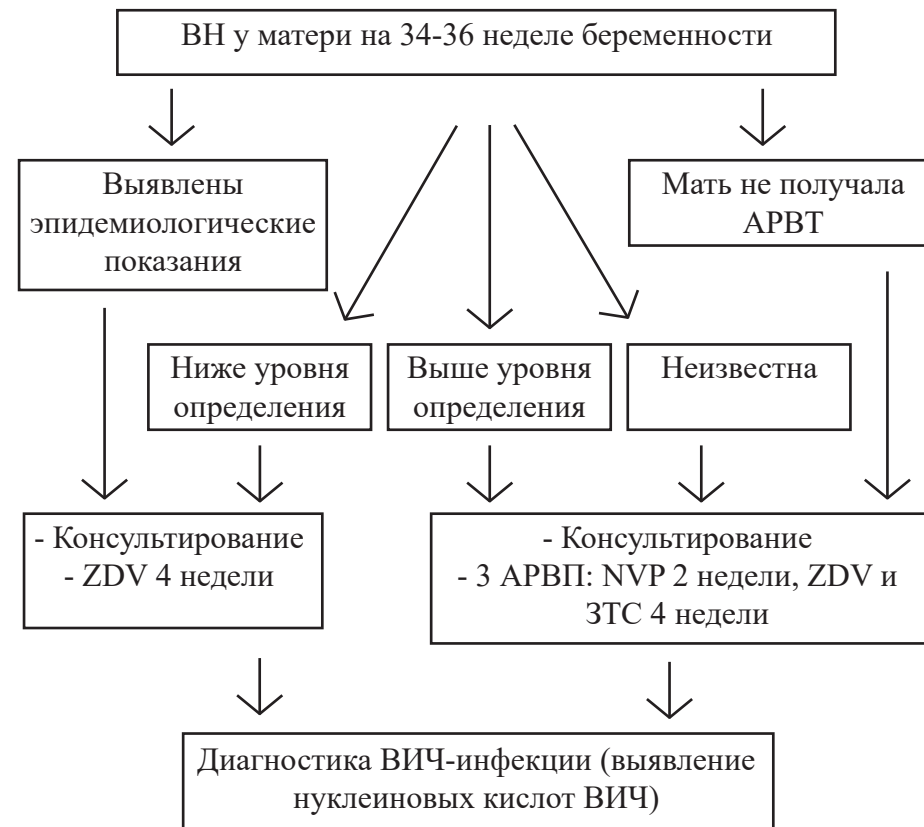 ВН у матери на 34-36 неделе беременности
Выявлены
эпидемиологические
показания
Мать не получала
АРВТ
Ниже уровня
определения
Выше уровня
определения
Неизвестна
- Консультирование
- ZDV 4 недели
- Консультирование
- 3 АРВП: NVP 2 недели, ZDV и
3ТС 4 недели
Диагностика ВИЧ-инфекции (выявление
нуклеиновых кислот ВИЧ)